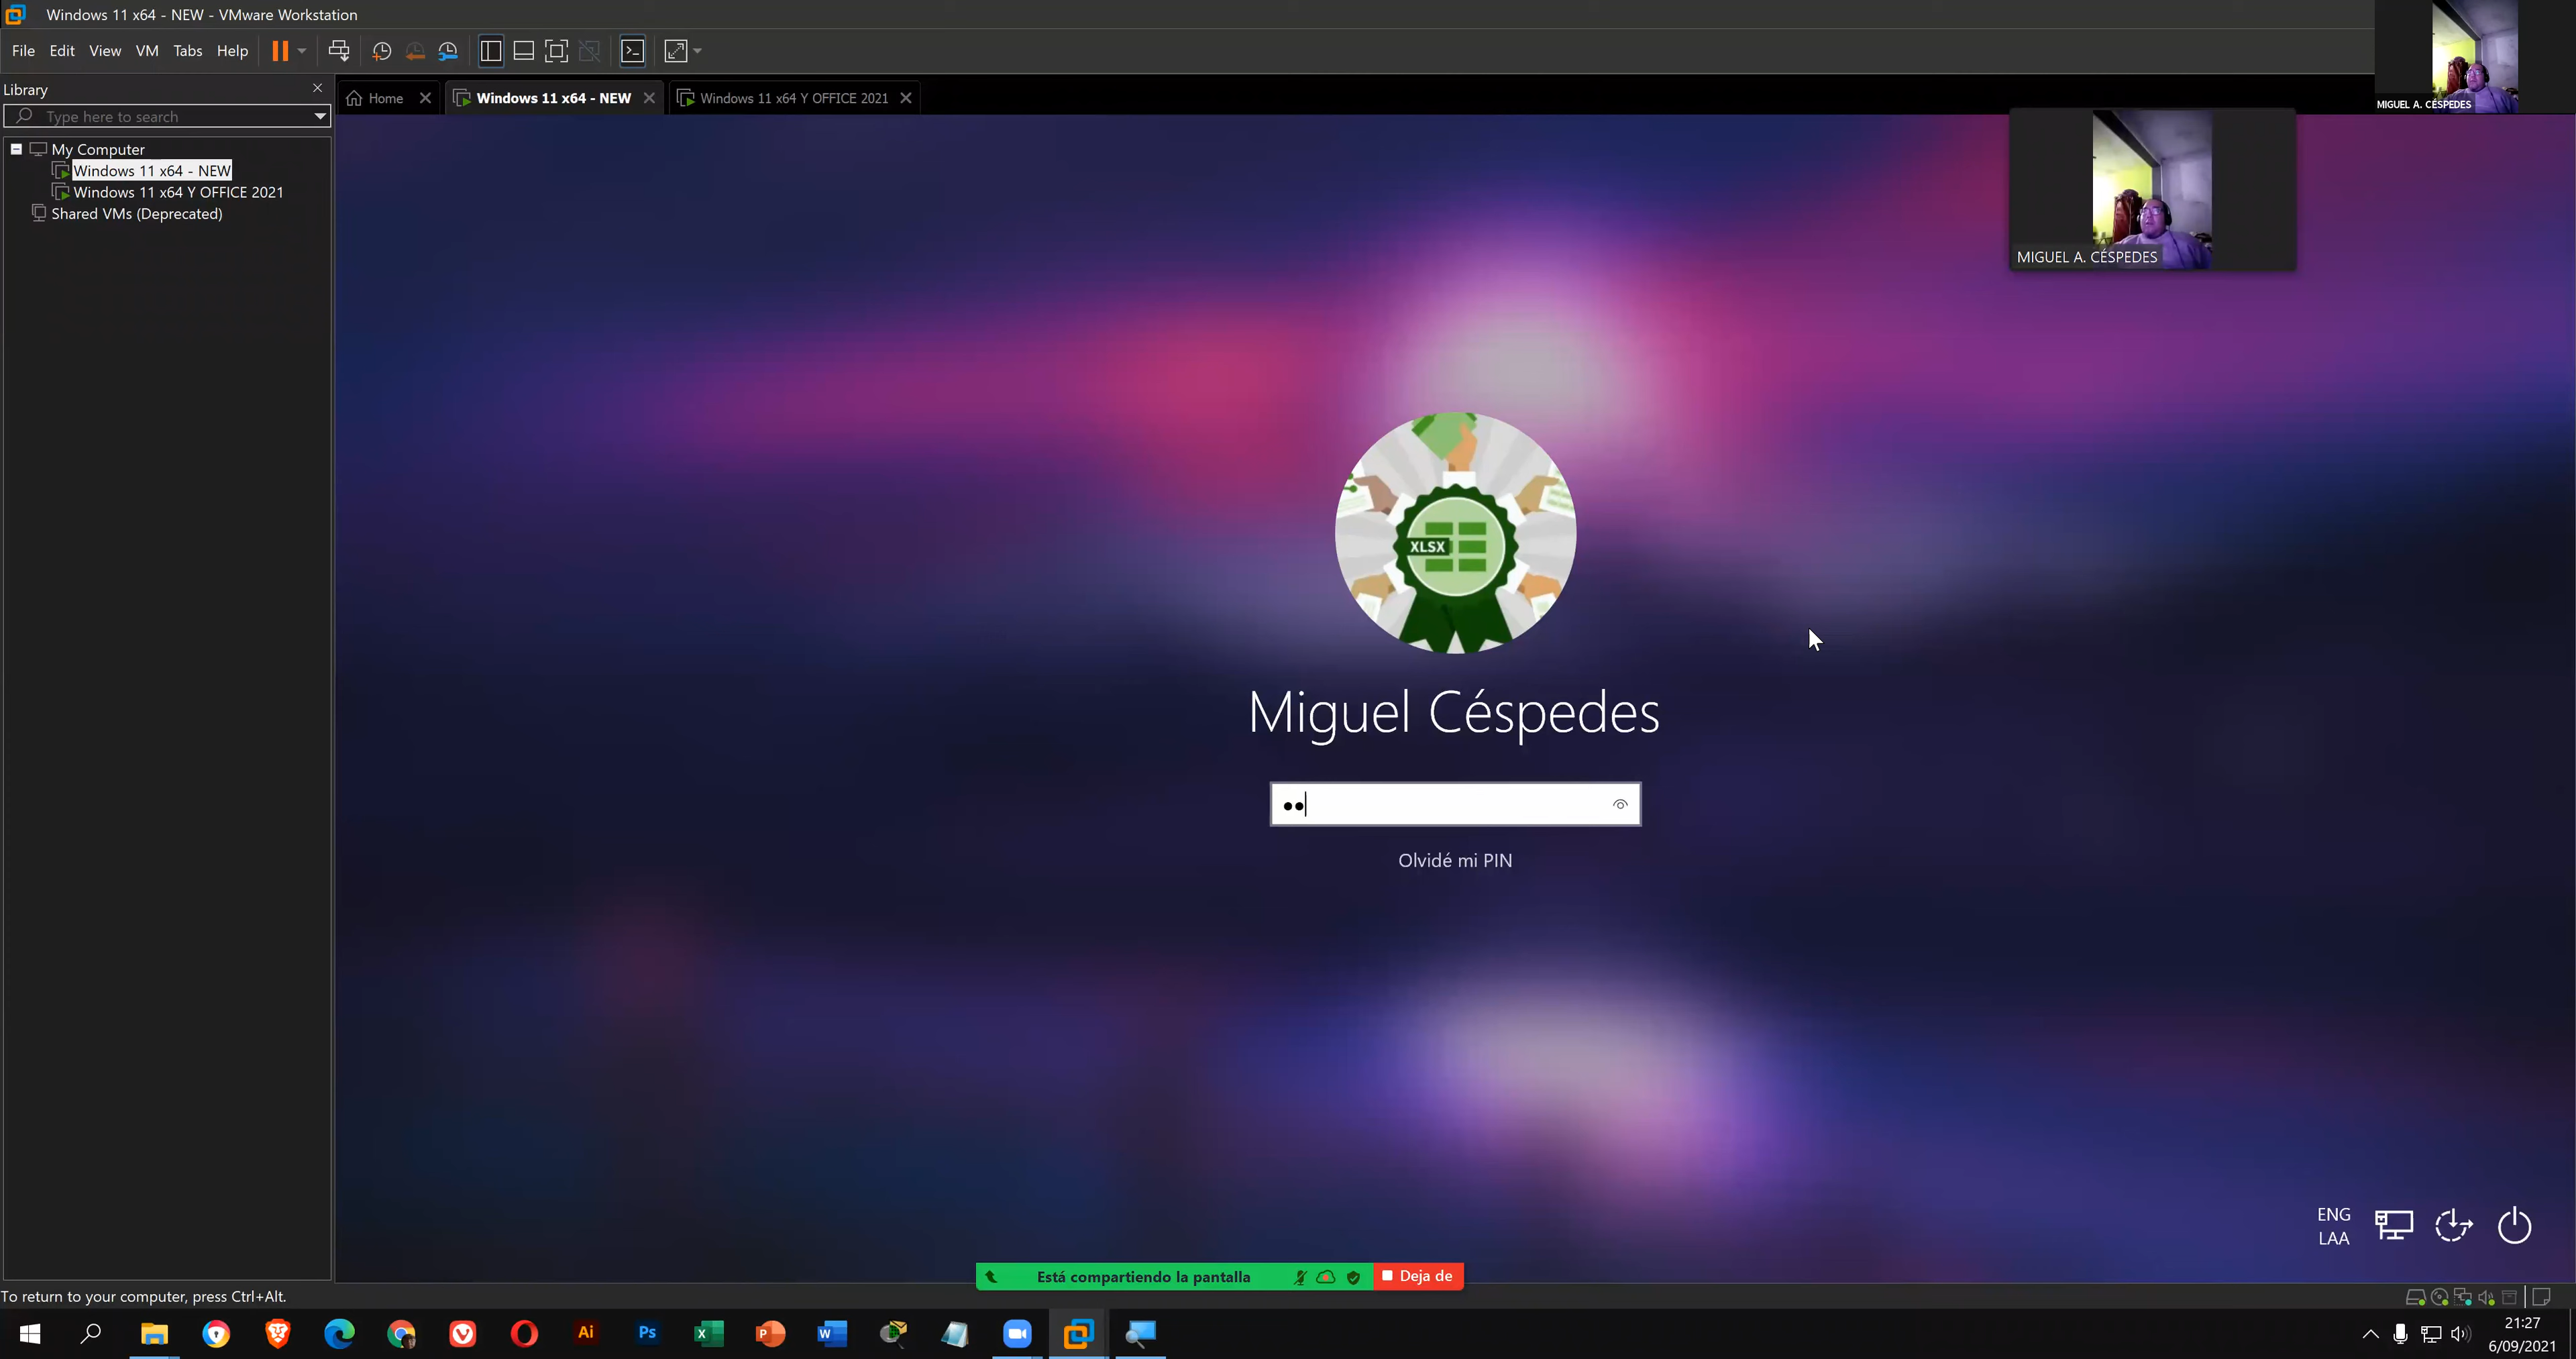 Windows 11 x64 - NEW - VMware Workstation
File Edit View VM Tabs Help
Library
Type here to search
My Computer
Windows 11 x64 - NEW
Windows 11 x64 Y OFFICE 2021
Shared VMs (Deprecated)
Home
Windows 11 x64 - NEW
Windows 11 x64 Y OFFICE 2021
MIGUEL A. CÉSPEDES
MIGUEL A. CÉSPEDES
XLSX
Miguel Céspedes
Olvidé mi PIN
ENG
LAA
Está compartiendo la pantalla
Deja de
To return to your computer, press Ctrl+Alt.
Ai
Ps
X
P
W
21:27
6/09/2021